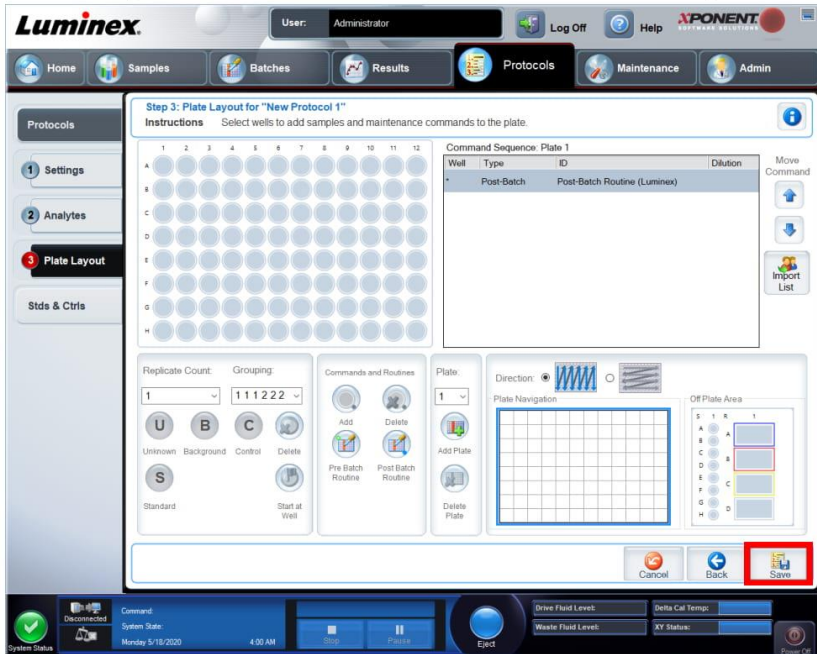 Luminex.
User: Administrator
Log Off
Help
XPONENT
SOFTWARE SOLUTIONS
Home
Samples
Batches
Results
Protocols
Maintenance
Admin
Protocols
1 Settings
2 Analytes
3 Plate Layout
Stds & Ctrls
Step 3: Plate Layout for "New Protocol 1"
Instructions Select wells to add samples and maintenance commands to the plate.
1 2 3 4 5 6 7 8 9 10 11 12
A
B
C
D
E
F
G
H
Command Sequence: Plate 1
Well Type ID Dilution
* Post-Batch Post-Batch Routine (Luminex)
Move
Command
Import
List
Replicate Count: Grouping:
1 1 1 1 2 2 2
U B C
Unknown Background Control Delete
S
Standard Start at
Well
Commands and Routines
Add Delete
Pre Batch
Routine
Post Batch
Routine
Plate:
1
Add Plate
Delete
Plate
Direction:
Plate Navigation
Off Plate Area
S 1 R 1
A
B
C
D
E
F
G
H
A
B
C
D
Cancel
Back
Save
System Status
Disconnected
Command:
System State:
Monday 5/18/2020 4:00 AM
Stop
Pause
Eject
Drive Fluid Level:
Waste Fluid Level:
Delta Cal Temp:
XY Status:
Power Off